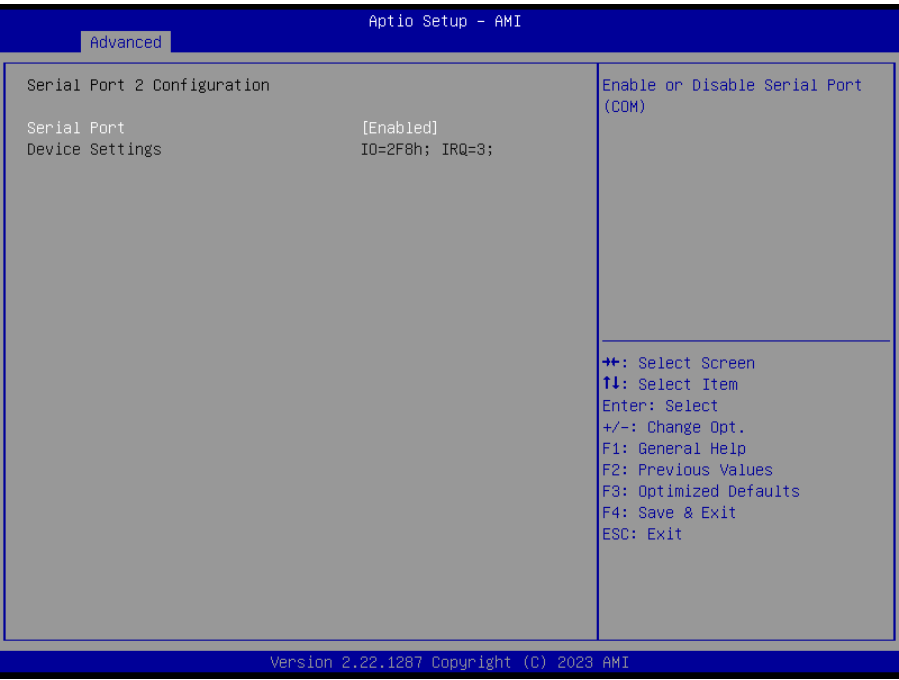 Aptio Setup – AMI
Advanced
Serial Port 2 Configuration
Serial Port [Enabled]
Device Settings IO=2F8h; IRQ=3;
Enable or Disable Serial Port
(COM)
→←: Select Screen
↑↓: Select Item
Enter: Select
+/-: Change Opt.
F1: General Help
F2: Previous Values
F3: Optimized Defaults
F4: Save & Exit
ESC: Exit
Version 2.22.1287 Copyright (C) 2023 AMI